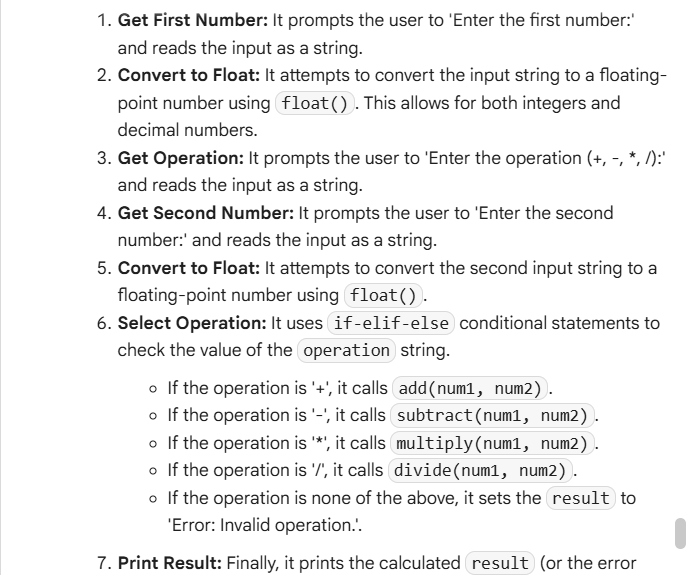 1. Get First Number: It prompts the user to 'Enter the first number:'
and reads the input as a string.
2. Convert to Float: It attempts to convert the input string to a floating-
point number using float(). This allows for both integers and
decimal numbers.
3. Get Operation: It prompts the user to 'Enter the operation (+, -, *, /):'
and reads the input as a string.
4. Get Second Number: It prompts the user to 'Enter the second
number:' and reads the input as a string.
5. Convert to Float: It attempts to convert the second input string to a
floating-point number using float().
6. Select Operation: It uses if-elif-else conditional statements to
check the value of the operation string.
○ If the operation is '+', it calls add(num1, num2).
○ If the operation is '-', it calls subtract(num1, num2).
○ If the operation is '*', it calls multiply(num1, num2).
○ If the operation is '/', it calls divide(num1, num2).
○ If the operation is none of the above, it sets the result to
'Error: Invalid operation.'.
7. Print Result: Finally, it prints the calculated result (or the error